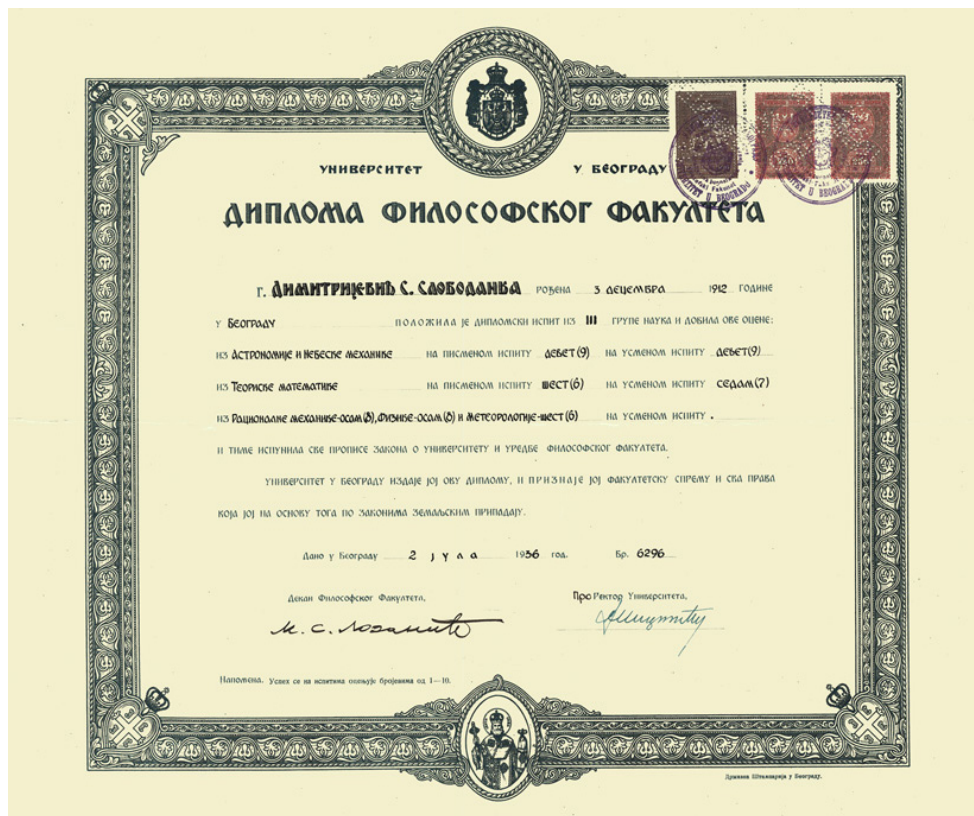 УНИВЕРСИТЕТ У БЕОГРАДУ
ДИПЛОМА ФИЛОСОФСКОГ ФАКУЛТЕТА
Г. ДИМИТРИЈЕВИЋ С. СЛОБОДАНКА РОЂЕНА 3 ДЕЦЕМБРА 1912 ГОДИНЕ
У БЕОГРАДУ ПОЛОЖИЛА ЈЕ ДИПЛОМСКИ ИСПИТ ИЗ III ГРУПЕ НАУКА И ДОБИЛА ОВЕ ОЦЕНЕ:
ИЗ АСТРОНОМИЈЕ И НЕБЕСКЕ МЕХАНИКЕ НА ПИСМЕНОМ ИСПИТУ ДЕВЕТ (9) НА УСМЕНОМ ИСПИТУ ДЕВЕТ (9)
ИЗ ТЕОРИСКЕ МАТЕМАТИКЕ НА ПИСМЕНОМ ИСПИТУ ШЕСТ (6) НА УСМЕНОМ ИСПИТУ СЕДАМ (7)
ИЗ РАЦИОНАЛНЕ МЕХАНИКЕ-ОСАМ (8), ФИЗИКЕ-ОСАМ (8) И МЕТЕОРОЛОГИЈЕ-ШЕСТ (6) НА УСМЕНОМ ИСПИТУ .
И ТИМЕ ИСПУНИЛА СВЕ ПРОПИСЕ ЗАКОНА О УНИВЕРСИТЕТУ И УРЕДБЕ ФИЛОСОФСКОГ ФАКУЛТЕТА.
УНИВЕРСИТЕТ У БЕОГРАДУ ИЗДАЈЕ ЈОЈ ОВУ ДИПЛОМУ, И ПРИЗНАЈЕ ЈОЈ ФАКУЛТЕТСКУ СПРЕМУ И СВА ПРАВА
КОЈА ЈОЈ НА ОСНОВУ ТОГА ПО ЗАКОНИМА ЗЕМАЉСКИМ ПРИПАДАЈУ.
Дано у Београду 2 ЈУЛА 1936 год. Бр. 6296
Декан Философског Факултета, Про Ректор Университета,
М. С. Лозанић
Напомена. Успех се на испитима оцењује бројевима од 1—10.
Државна Штампарија у Београду.